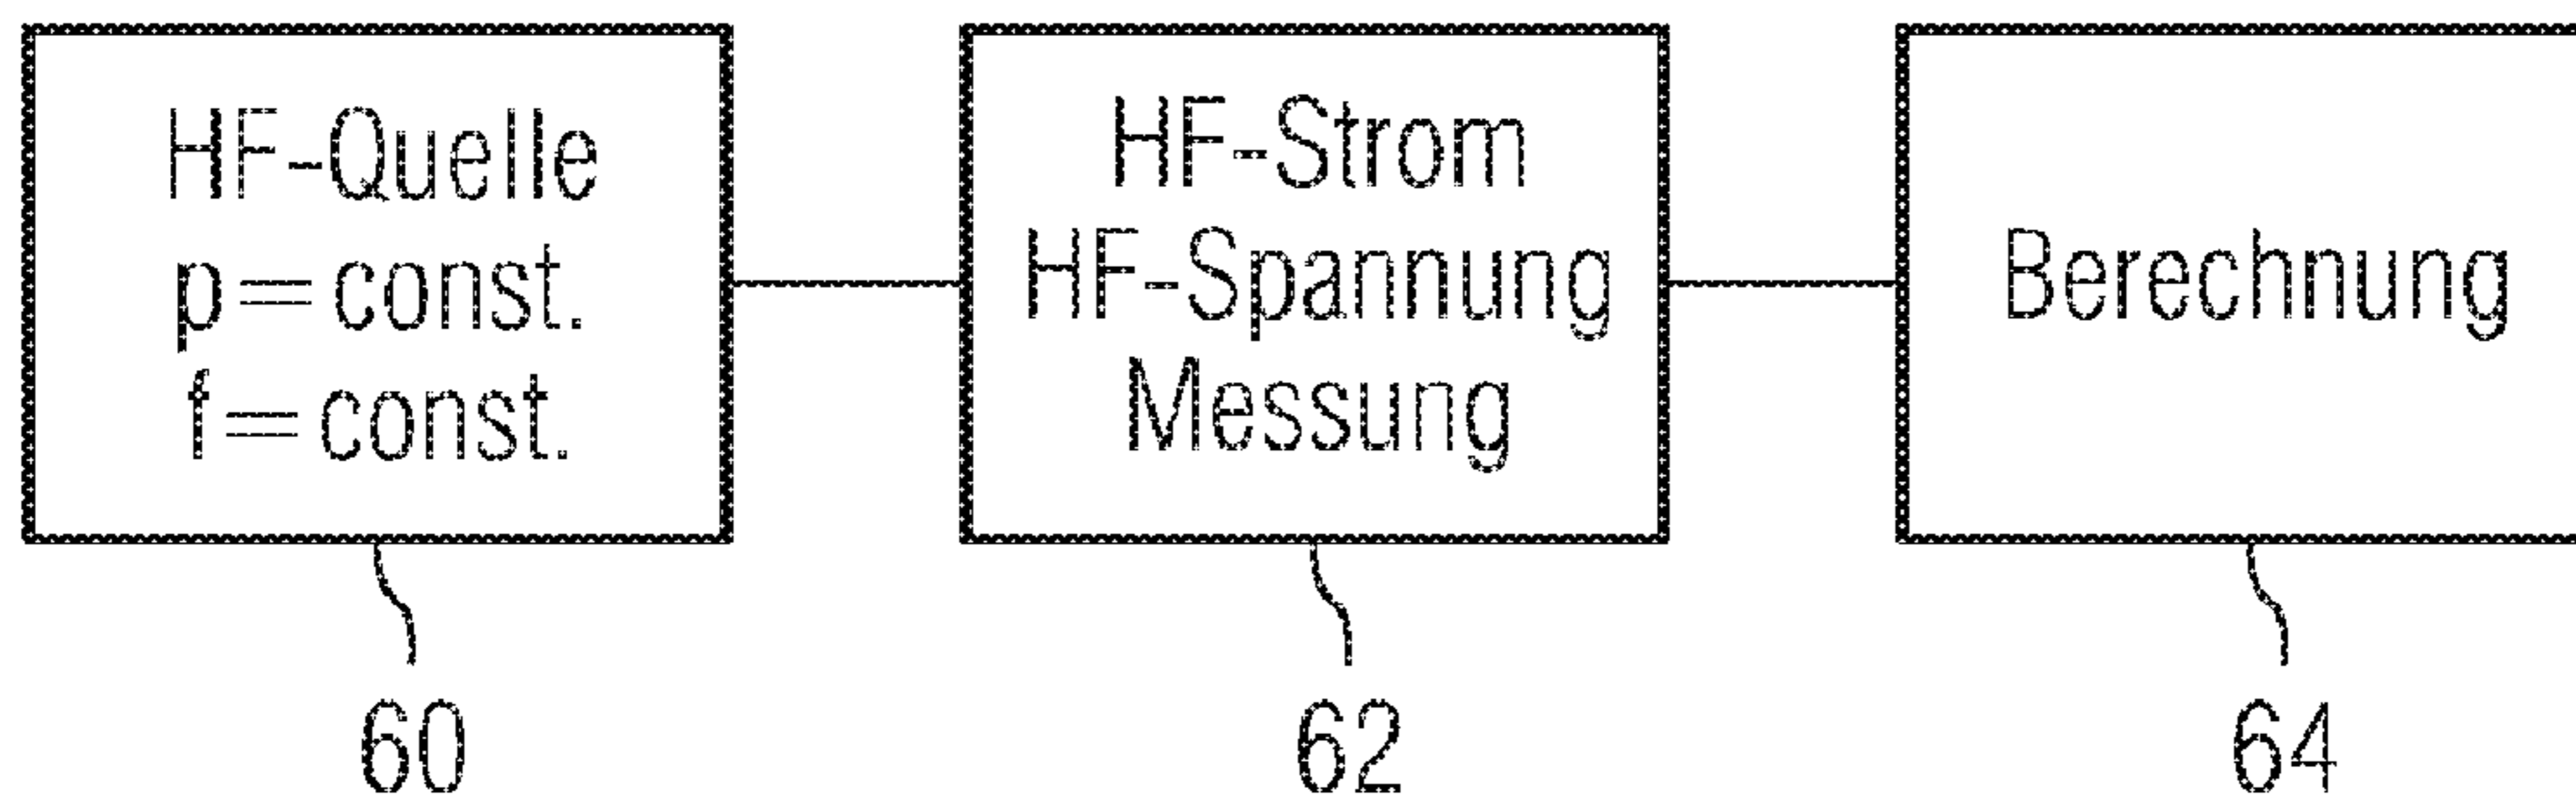 HF-Quelle
p=const.
f=const.
HF-Strom
HF-Spannung
Messung
Berechnung
60
62
64